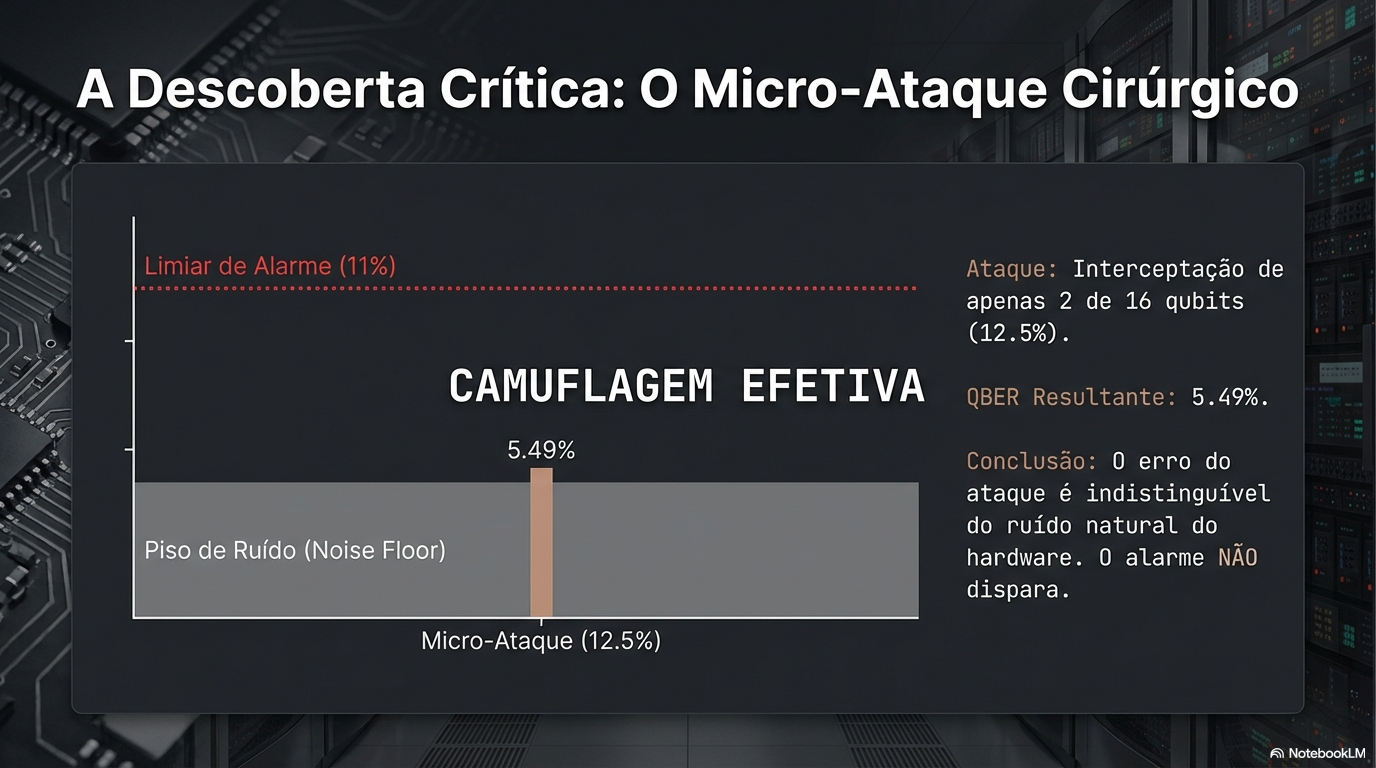 A Descoberta Crítica: O Micro-Ataque Cirúrgico
Limiar de Alarme (11%)
CAMUFLAGEM EFETIVA
5.49%
Piso de Ruído (Noise Floor)
Micro-Ataque (12.5%)
Ataque: Interceptação de
apenas 2 de 16 qubits
(12.5%).
QBER Resultante: 5.49%.
Conclusão: O erro do
ataque é indistinguível
do ruído natural do
hardware. O alarme NÃO
dispara.
NotebookLM